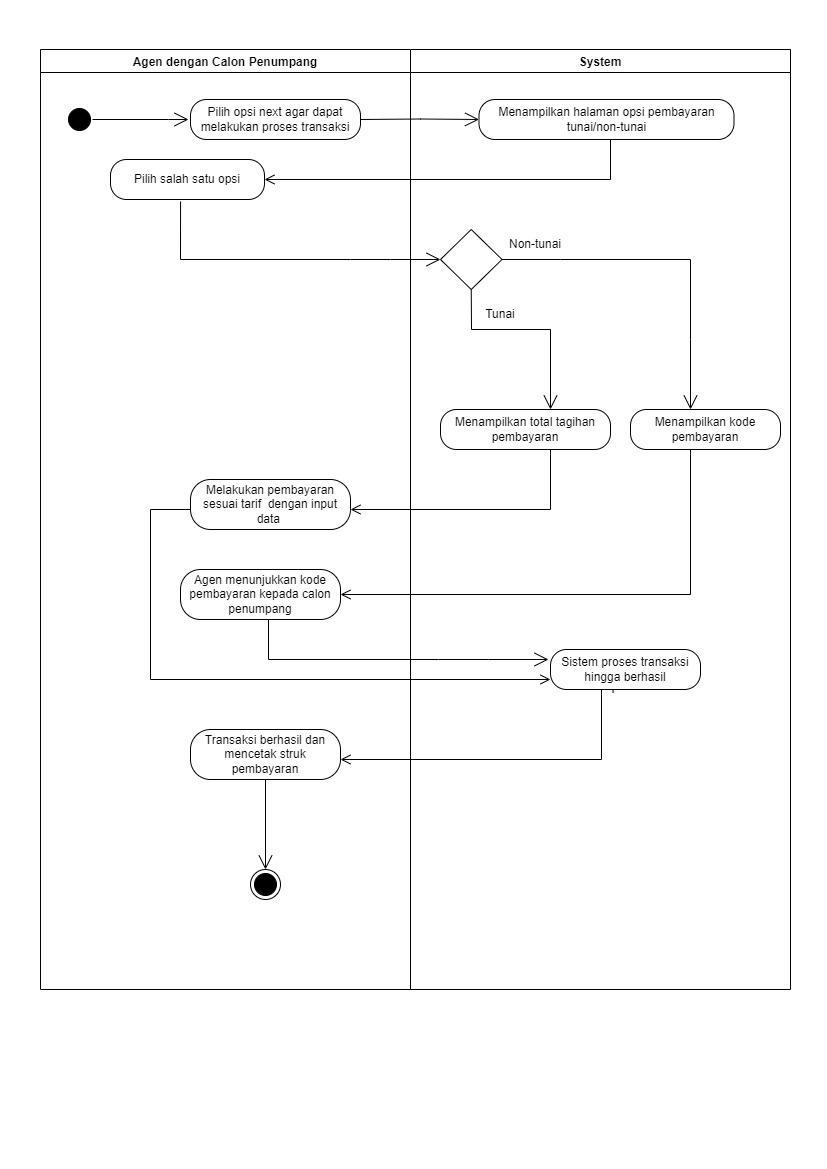 Agen dengan Calon Penumpang
System
Pilih opsi next agar dapat
melakukan proses transaksi
Menampilkan halaman opsi pembayaran
tunai/non-tunai
Pilih salah satu opsi
Non-tunai
Tunai
Menampilkan total tagihan
pembayaran
Menampilkan kode
pembayaran
Melakukan pembayaran
sesuai tarif  dengan input
data
Agen menunjukkan kode
pembayaran kepada calon
penumpang
Sistem proses transaksi
hingga berhasil
Transaksi berhasil dan
mencetak struk
pembayaran